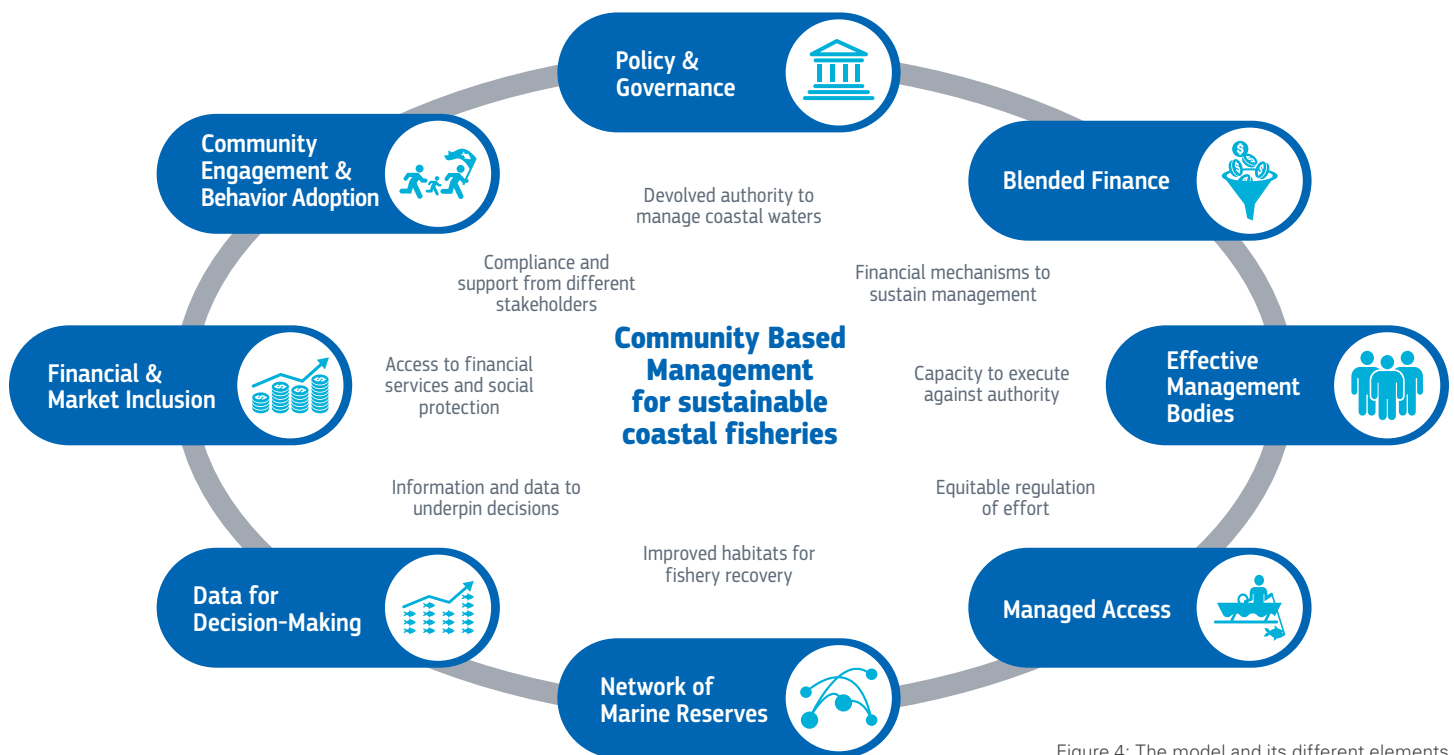 Policy &
Governance
Community
Engagement &
Behavior Adoption
Blended Finance
Devolved authority to
manage coastal waters
Compliance and
support from different
stakeholders
Financial mechanisms to
sustain management
Community Based
Management
for sustainable
coastal fisheries
Financial &
Market Inclusion
Access to financial
services and social
protection
Capacity to execute
against authority
Effective
Management
Bodies
Information and data to
underpin decisions
Equitable regulation
of effort
Improved habitats for
fishery recovery
Data for
Decision-Making
Managed Access
Network of
Marine Reserves
Figure 4: The model and its different elements